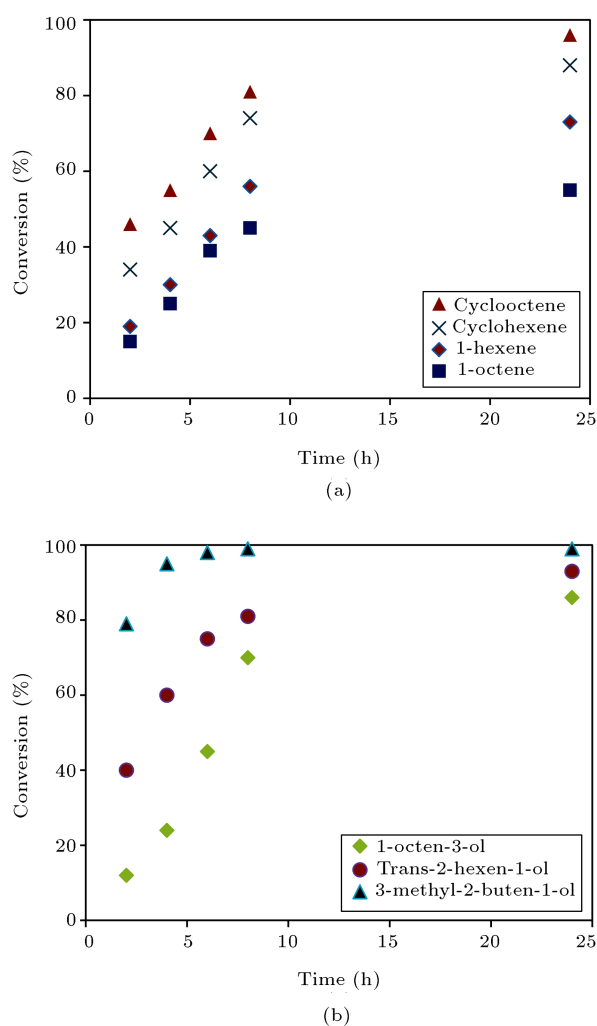 100
80
60
40
20
0
Conversion (%)
Cyclooctene
Cyclohexene
1-hexene
1-octene
0 5 10 15 20 25
Time (h)
(a)
100
80
60
40
20
0
Conversion (%)
1-octen-3-ol
Trans-2-hexen-1-ol
3-methyl-2-buten-1-ol
0 5 10 15 20 25
Time (h)
(b)